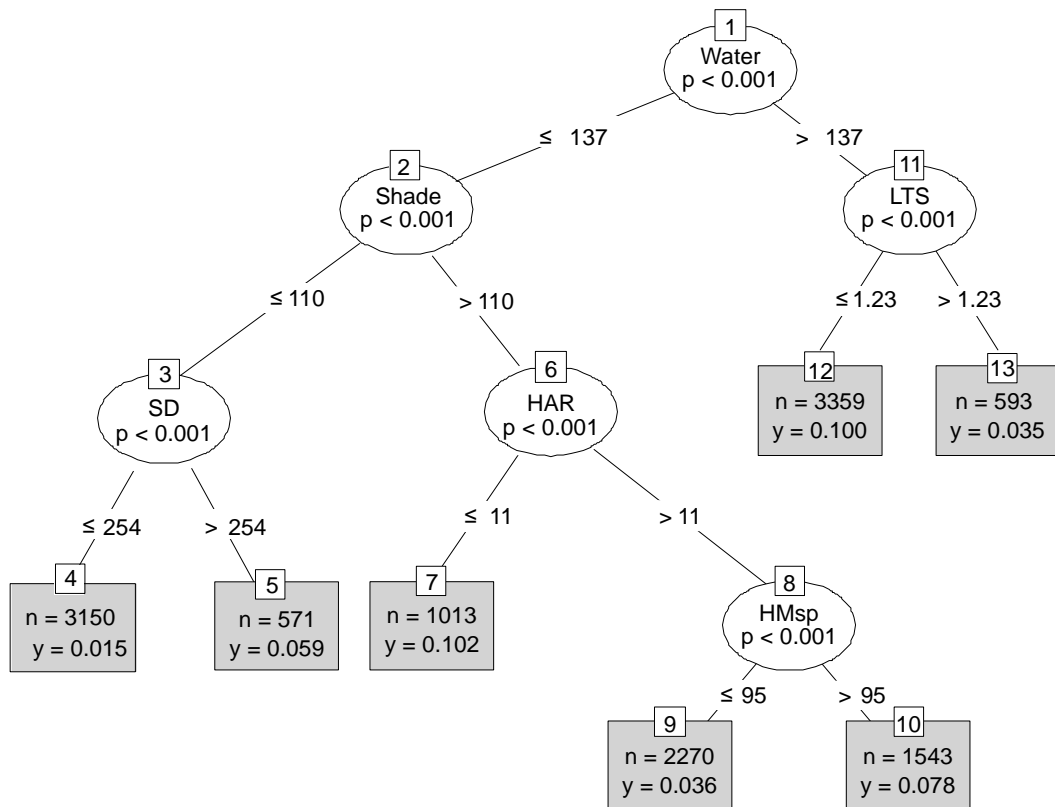 1
Water
p < 0.001
≤ 137
> 137
2
Shade
p < 0.001
11
LTS
p < 0.001
≤ 110
> 110
≤ 1.23
> 1.23
3
SD
p < 0.001
6
HAR
p < 0.001
12
n = 3359
y = 0.100
13
n = 593
y = 0.035
≤ 254
> 254
≤ 11
> 11
4
n = 3150
y = 0.015
5
n = 571
y = 0.059
7
n = 1013
y = 0.102
8
HMsp
p < 0.001
≤ 95
> 95
9
n = 2270
y = 0.036
10
n = 1543
y = 0.078